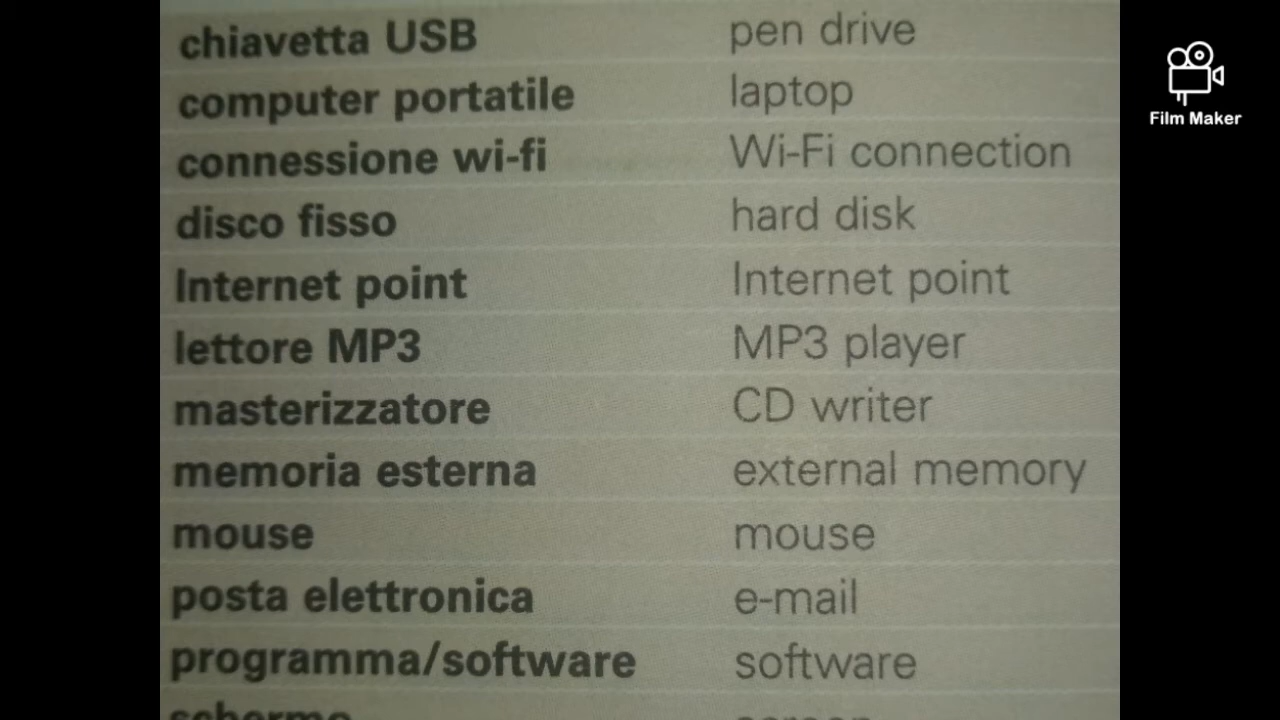 chiavetta USB pen drive
computer portatile laptop
connessione wi-fi Wi-Fi connection
disco fisso hard disk
Internet point Internet point
lettore MP3 MP3 player
masterizzatore CD writer
memoria esterna external memory
mouse mouse
posta elettronica e-mail
programma/software software
schermo screen
Film Maker